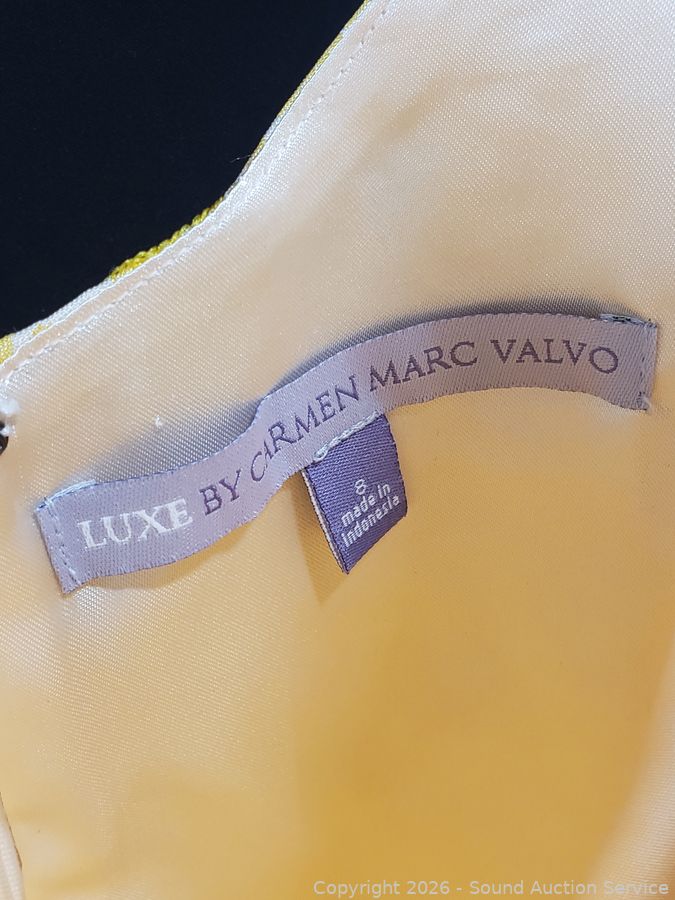 LUXE BY CARMEN MARC VALVO
8
made in
indonesia
Copyright 2026 - Sound Auction Service